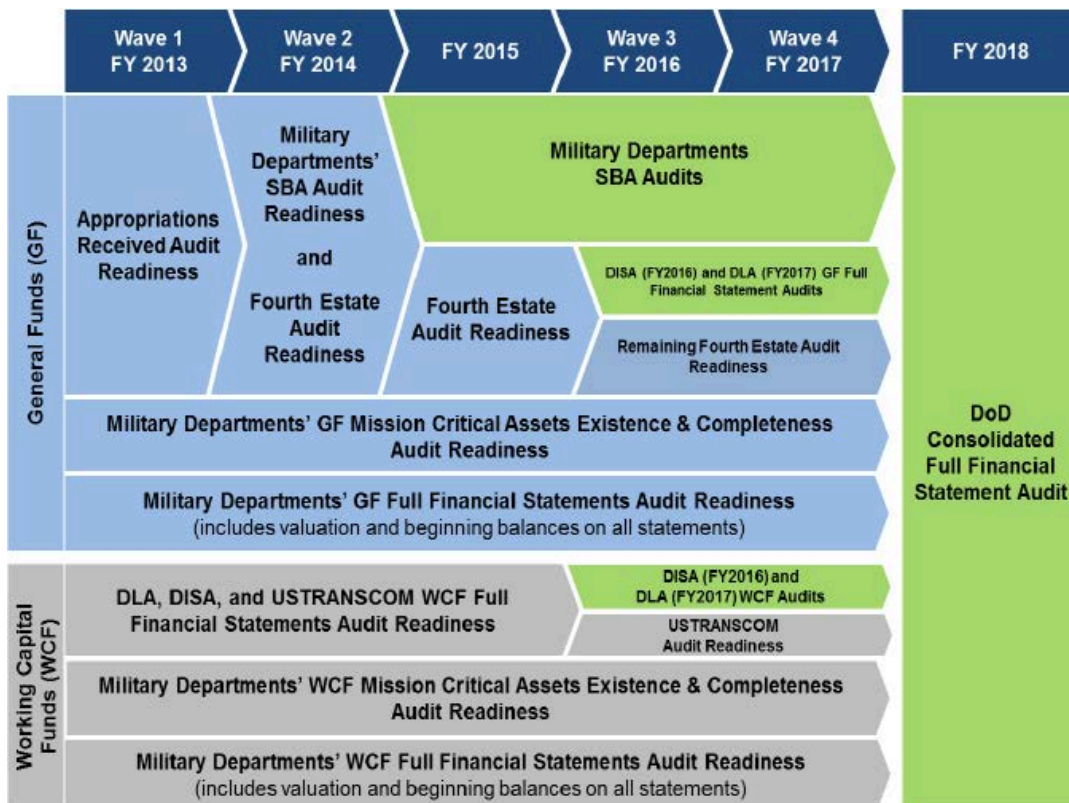 Wave 1
FY 2013
Wave 2
FY 2014
FY 2015
Wave 3
FY 2016
Wave 4
FY 2017
FY 2018
General Funds (GF)
Appropriations
Received Audit
Readiness
Military
Departments’
SBA Audit
Readiness
and
Fourth Estate
Audit
Readiness
Military Departments
SBA Audits
Fourth Estate
Audit Readiness
DISA (FY2016) and DLA (FY2017) GF Full
Financial Statement Audits
Remaining Fourth Estate Audit
Readiness
Military Departments’ GF Mission Critical Assets Existence & Completeness
Audit Readiness
Military Departments’ GF Full Financial Statements Audit Readiness
(includes valuation and beginning balances on all statements)
DoD
Consolidated
Full Financial
Statement Audit
Working Capital
Funds (WCF)
DLA, DISA, and USTRANSCOM WCF Full
Financial Statements Audit Readiness
DISA (FY2016) and
DLA (FY2017) WCF Audits
USTRANSCOM
Audit Readiness
Military Departments’ WCF Mission Critical Assets Existence & Completeness
Audit Readiness
Military Departments’ WCF Full Financial Statements Audit Readiness
(includes valuation and beginning balances on all statements)